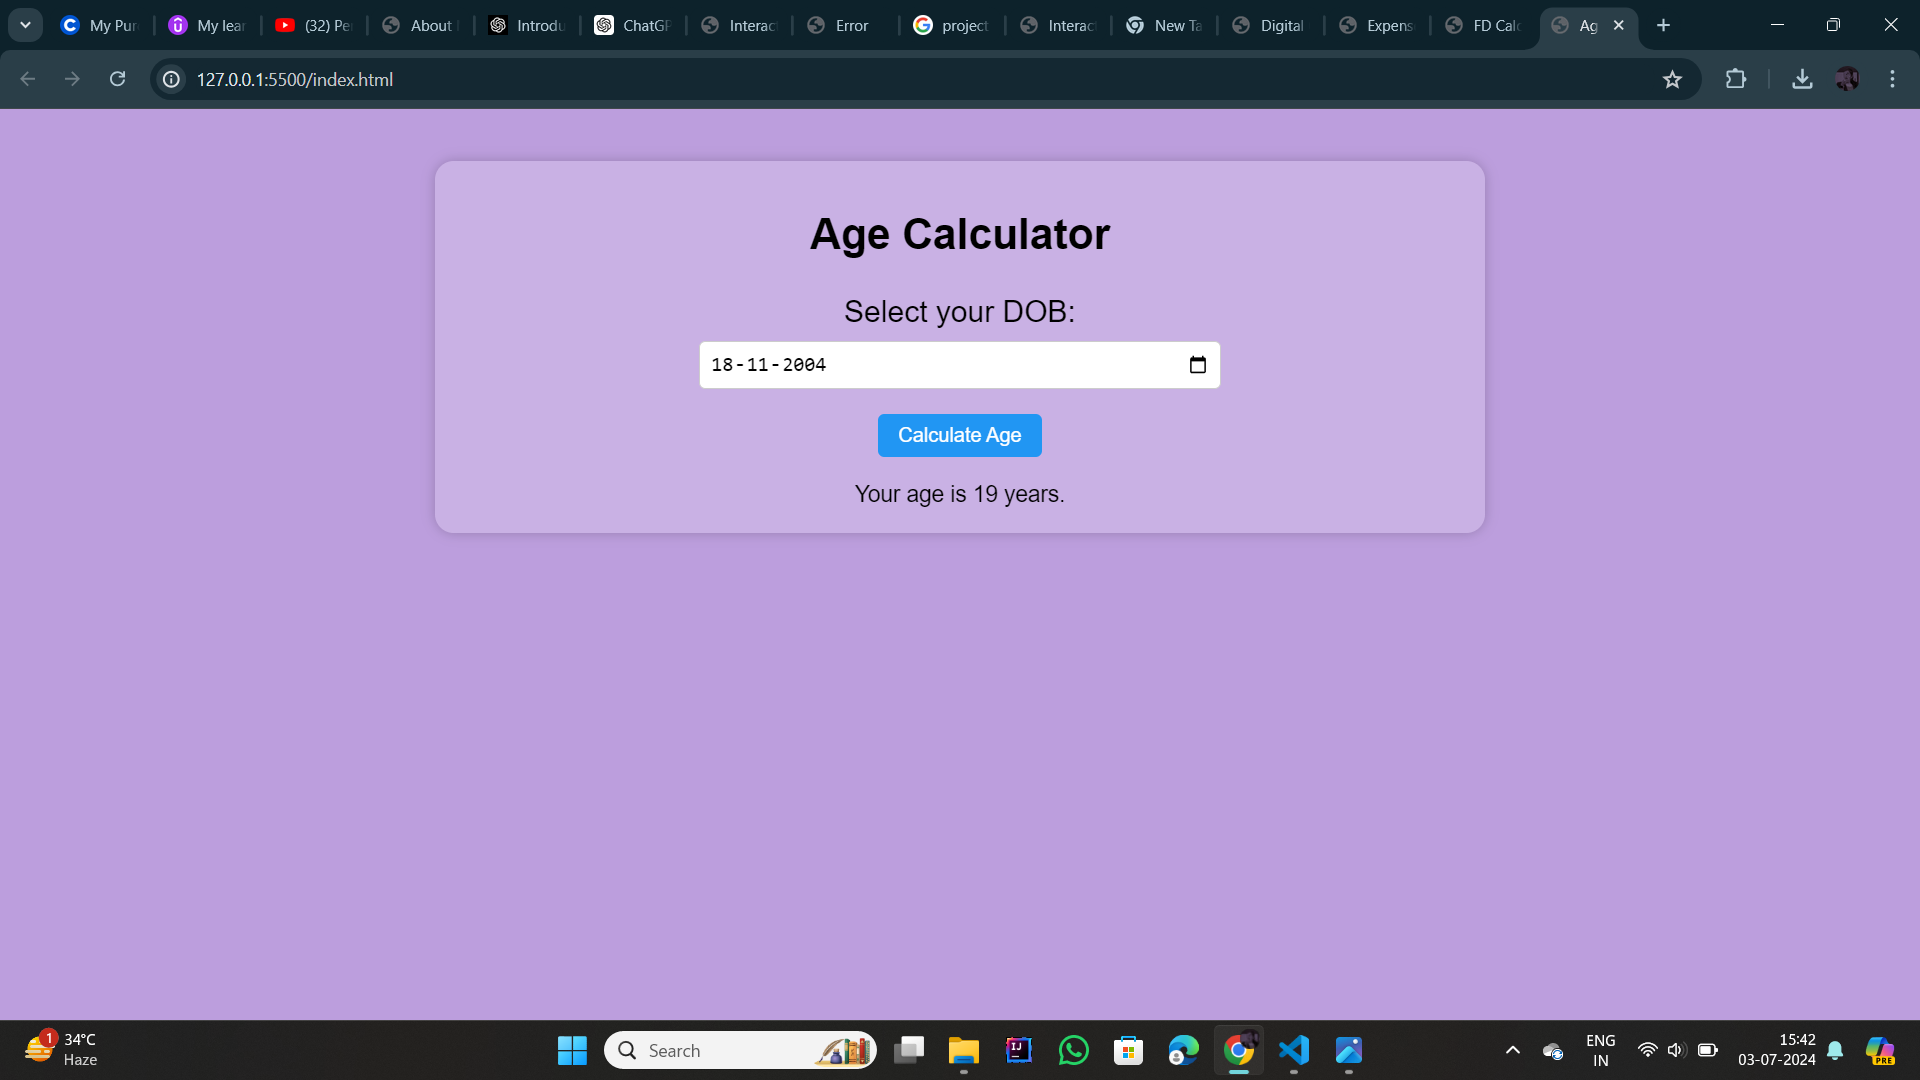 My Pur
My lear
(32) Pe
About
Introdu
ChatGP
Interac
Error
project
Interac
New Ta
Digital
Expens
FD Calc
Ag
127.0.0.1:5500/index.html
Age Calculator
Select your DOB:
18-11-2004
Calculate Age
Your age is 19 years.
1
34°C
Haze
Search
ENG
IN
15:42
03-07-2024
PRE